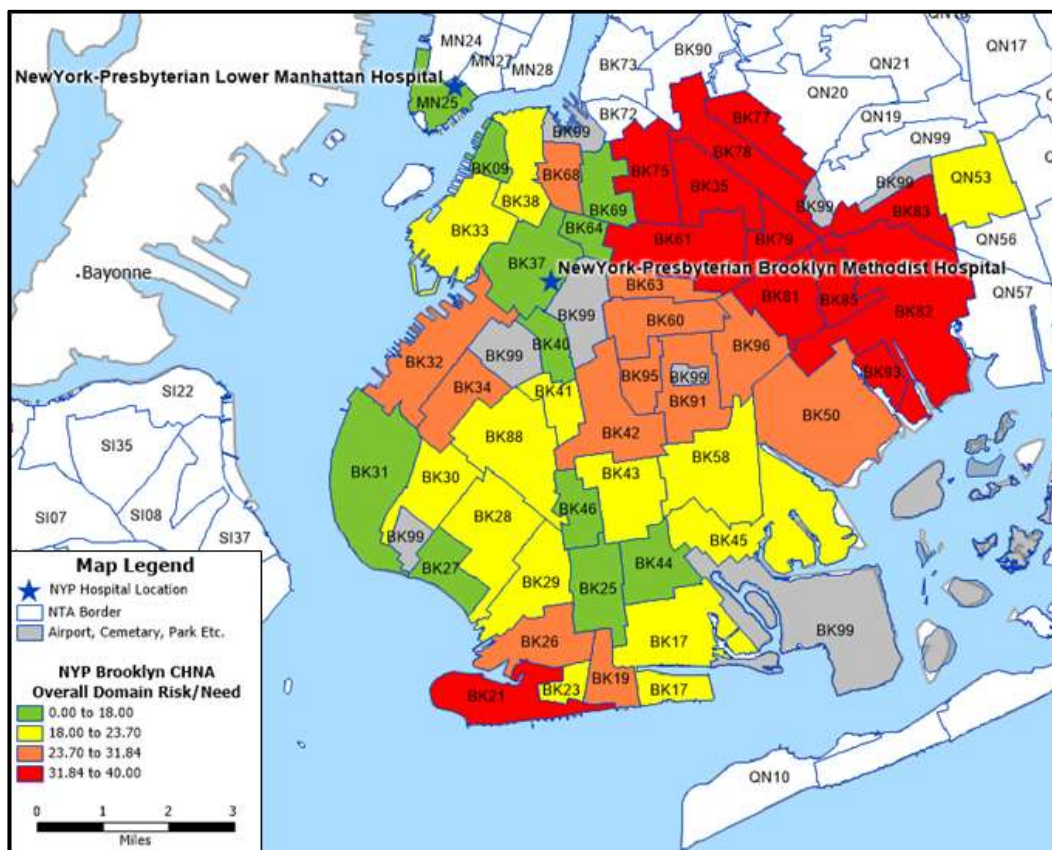 QN18
MN24
QN17
BK90
MN27
QN21
MN28
BK73
NewYork-Presbyterian Lower Manhattan Hospital
QN20
MN25
BK77
BK72
QN19
BK99
QN99
BK09
BK78
BK75
BK68
BK35
BK99
QN53
BK99
BK38
BK69
BK83
BK64
BK33
BK61
BK79
QN56
BK37
NewYork-Presbyterian Brooklyn Methodist Hospital
Bayonne
BK63
QN57
BK81
BK85
BK82
BK99
BK60
BK40
BK96
BK32
BK99
BK93
BK95
BK99
SI22
BK34
BK41
BK91
BK50
BK42
BK88
SI35
BK58
BK31
BK43
BK30
SI07
SI08
BK46
BK28
SI37
BK99
BK45
BK27
BK44
BK29
BK25
BK26
BK17
BK99
BK21
BK23
BK19
BK17
QN10
Map Legend
NYP Hospital Location
NTA Border
Airport, Cemetary, Park Etc.
NYP Brooklyn CHNA
Overall Domain Risk/Need
0.00 to 18.00
18.00 to 23.70
23.70 to 31.84
31.84 to 40.00
0 1 2 3
Miles